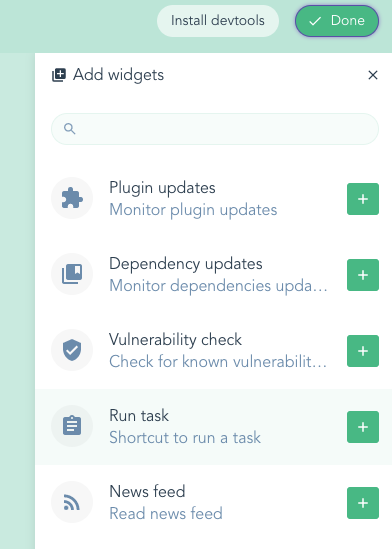 Install devtools
Done
Add widgets
Plugin updates
Monitor plugin updates
Dependency updates
Monitor dependencies upda...
Vulnerability check
Check for known vulnerabilit...
Run task
Shortcut to run a task
News feed
Read news feed